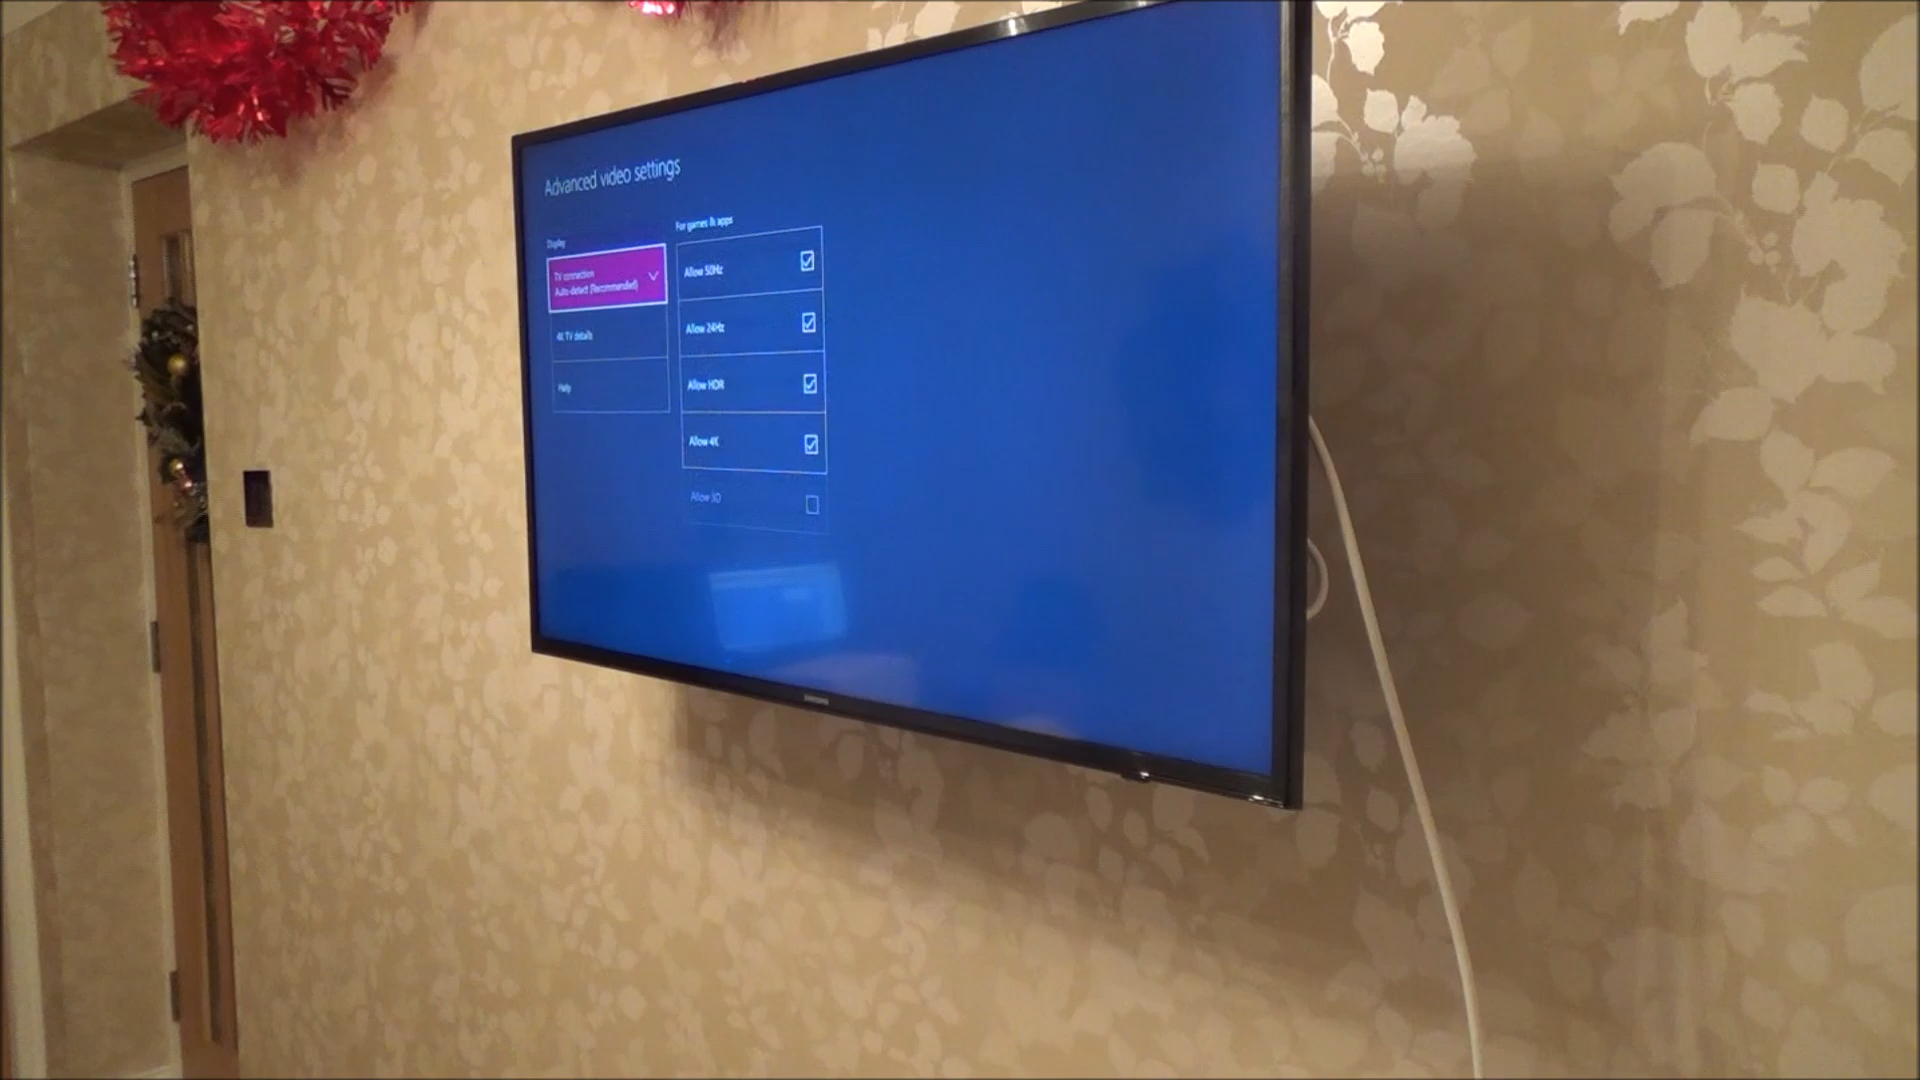 Advanced video settings
Display
TV connection
Auto-detect (Recommended)
4K TV details
Help
For games & apps
Allow 50Hz
Allow 24Hz
Allow HDR
Allow 4K
Allow 3D
SAMSUNG